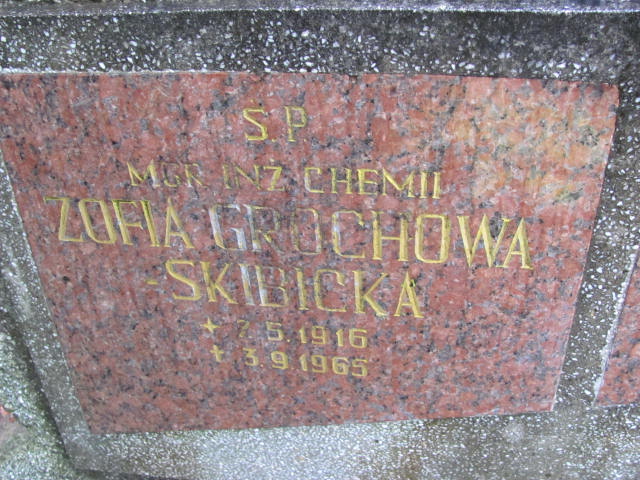 Ś.P.
MGR INŻ CHEMII
ZOFIA GROCHOWA
-SKIBICKA
* 7.5.1916
+ 3.9.1965